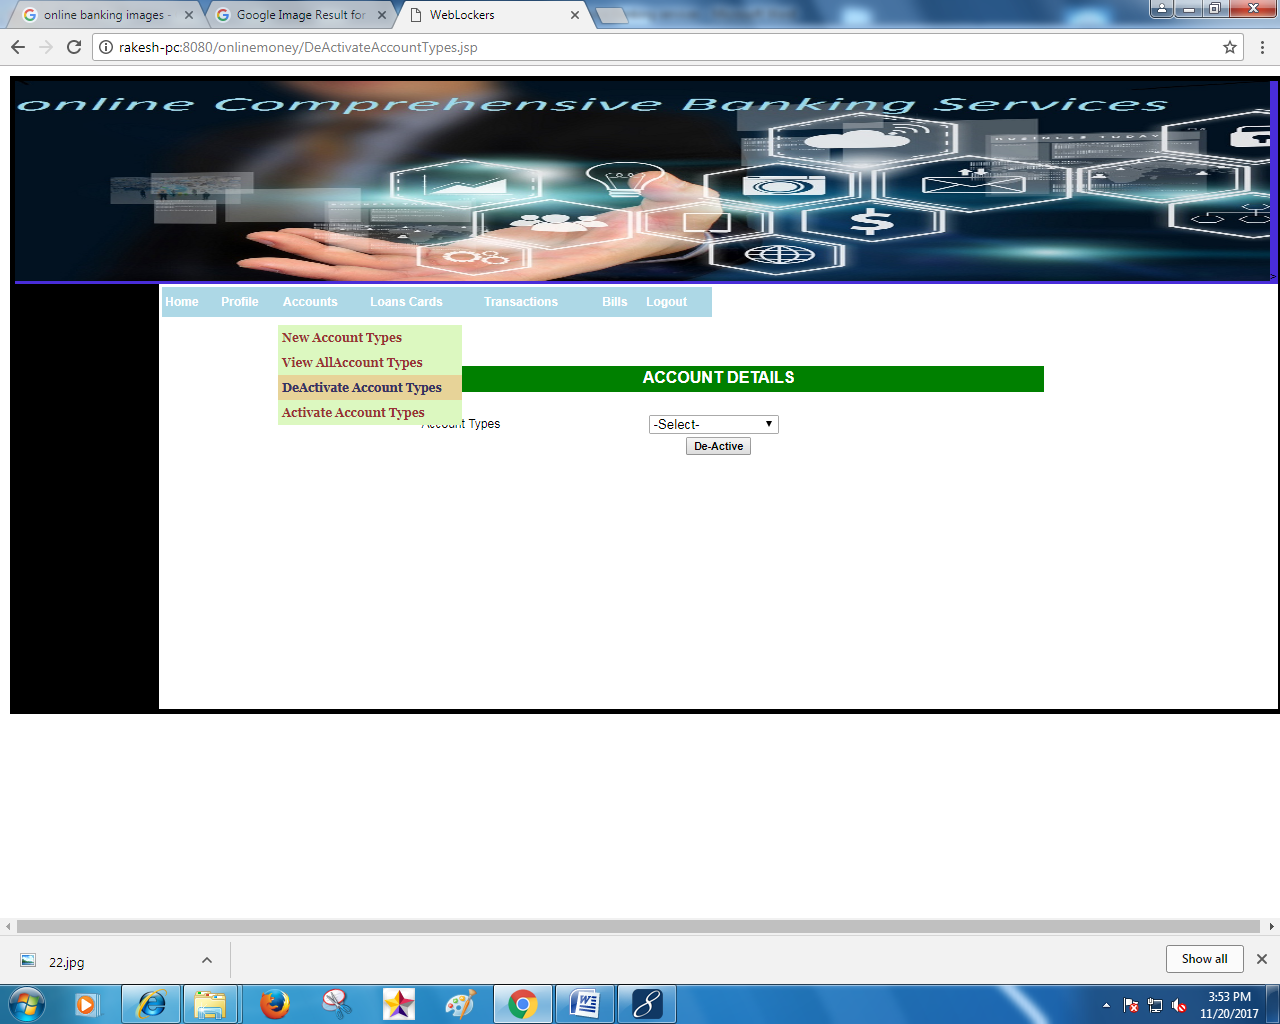 online banking images -
Google Image Result for
WebLockers
rakesh-pc:8080/onlinemoney/DeActivateAccountTypes.jsp
online Comprehensive Banking Services
Home Profile Accounts Loans Cards Transactions Bills Logout
New Account Types
View AllAccount Types
DeActivate Account Types
Activate Account Types
ACCOUNT DETAILS
Account Types
-Select-
De-Active
22.jpg
Show all
3:53 PM
11/20/2017